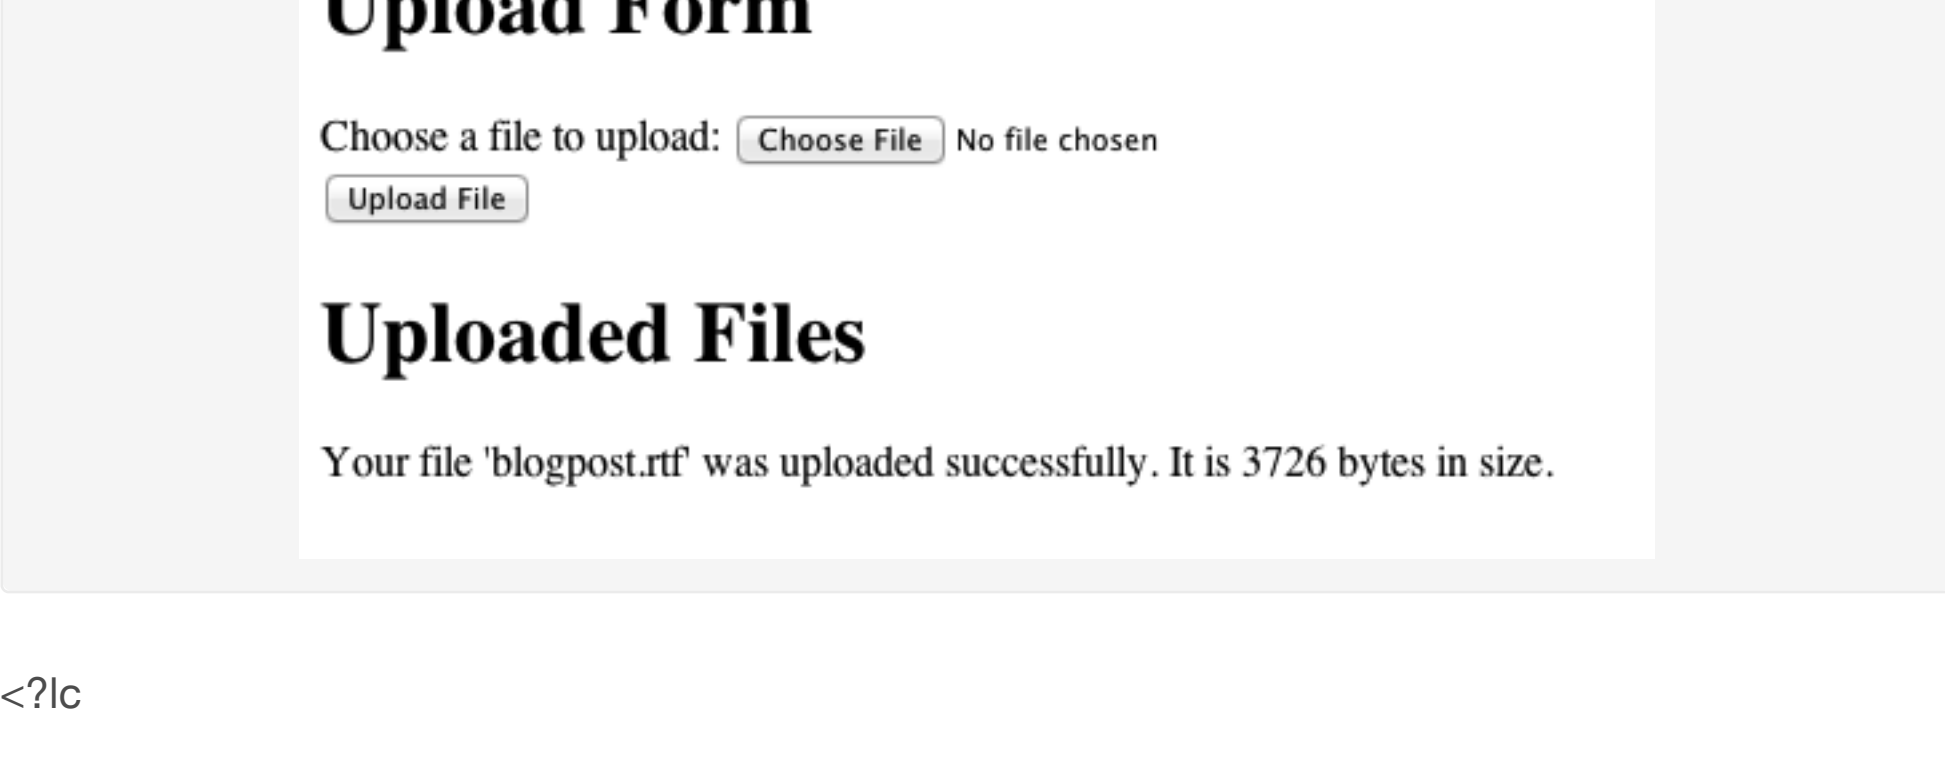 Upload Form
Choose a file to upload: Choose File No file chosen
Upload File
Uploaded Files
Your file 'blogpost.rtf' was uploaded successfully. It is 3726 bytes in size.
<?lc